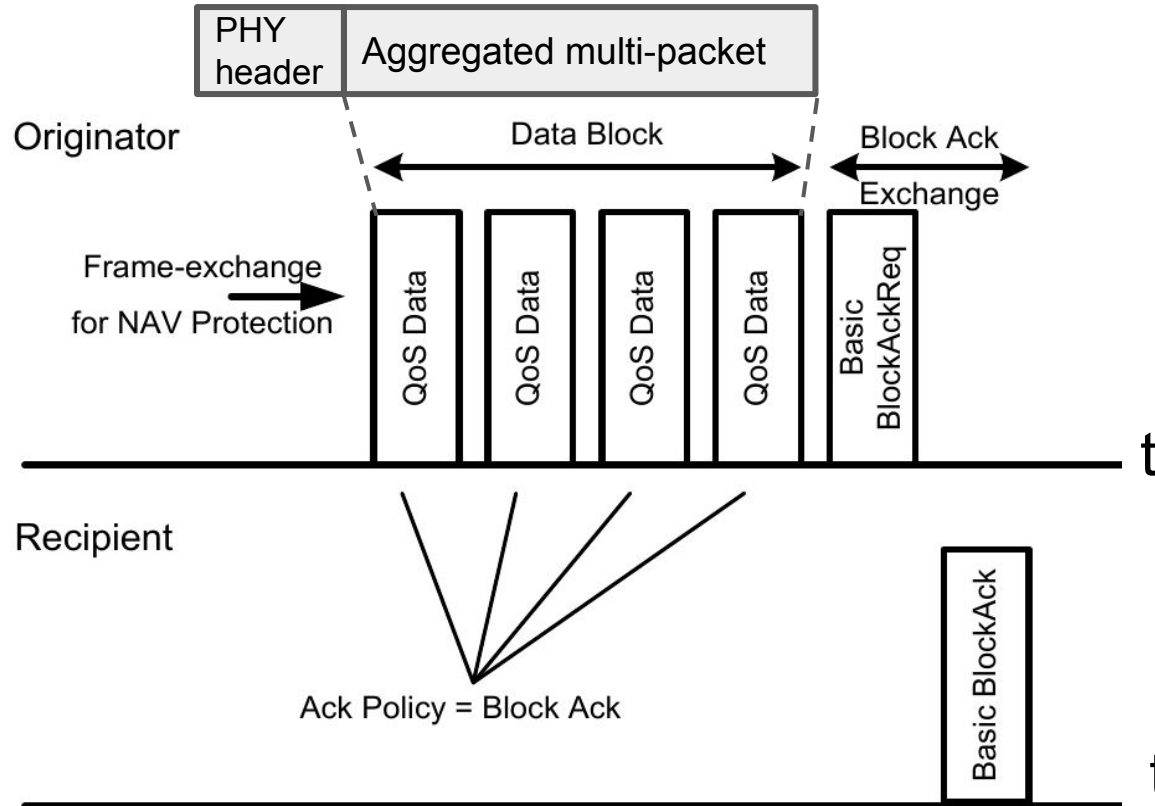 PHY
header
Aggregated multi-packet
Originator
Data Block
Block Ack
Exchange
Frame-exchange
for NAV Protection
QoS Data
QoS Data
QoS Data
QoS Data
Basic
BlockAckReq
t
Recipient
Ack Policy = Block Ack
Basic BlockAck
t